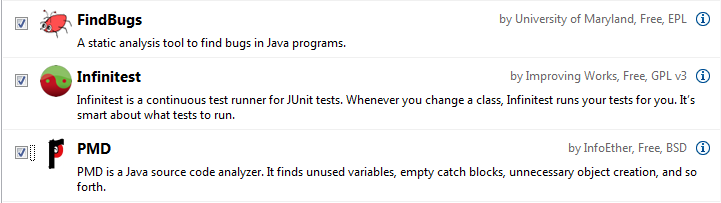 FindBugs by University of Maryland, Free, EPL
A static analysis tool to find bugs in Java programs.
Infinitest by Improving Works, Free, GPL v3
Infinitest is a continuous test runner for JUnit tests. Whenever you change a class, Infinitest runs your tests for you. It's
smart about what tests to run.
PMD by InfoEther, Free, BSD
PMD is a Java source code analyzer. It finds unused variables, empty catch blocks, unnecessary object creation, and so
forth.